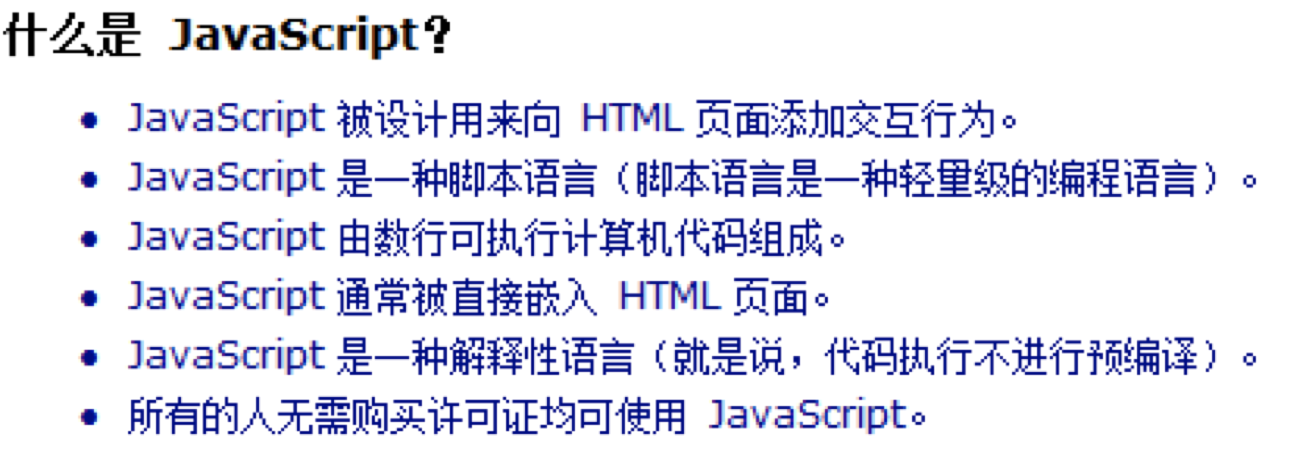 什么是 JavaScript?
• JavaScript 被设计用来向 HTML 页面添加交互行为。
• JavaScript 是一种脚本语言（脚本语言是一种轻量级的编程语言）。
• JavaScript 由数行可执行计算机代码组成。
• JavaScript 通常被直接嵌入 HTML 页面。
• JavaScript 是一种解释性语言（就是说，代码执行不进行预编译）。
• 所有的人无需购买许可证均可使用 JavaScript。